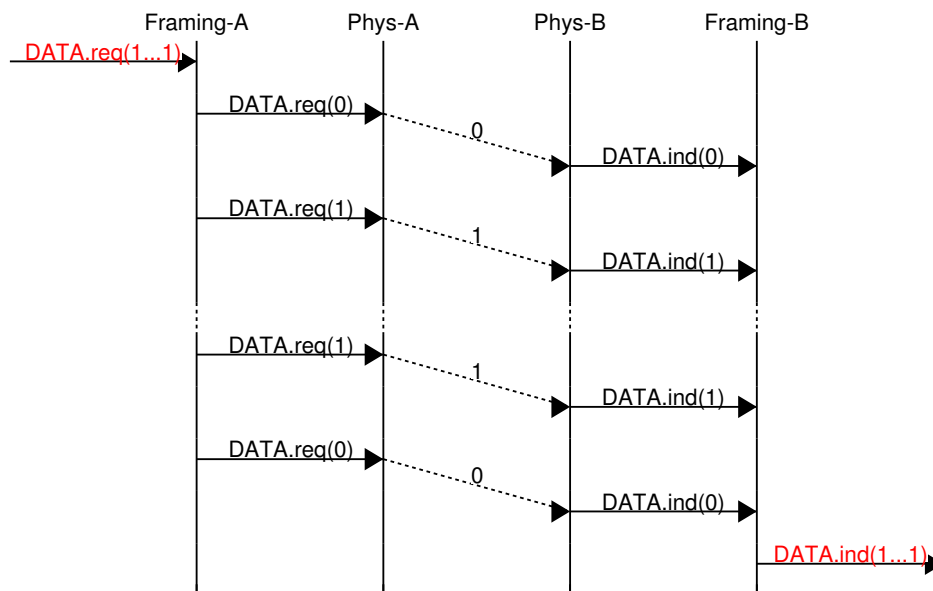 Framing-A Phys-A Phys-B Framing-B
DATA.req(1...1)
DATA.req(0)
0
DATA.ind(0)
DATA.req(1)
1
DATA.ind(1)
DATA.req(1)
1
DATA.ind(1)
DATA.req(0)
0
DATA.ind(0)
DATA.ind(1...1)